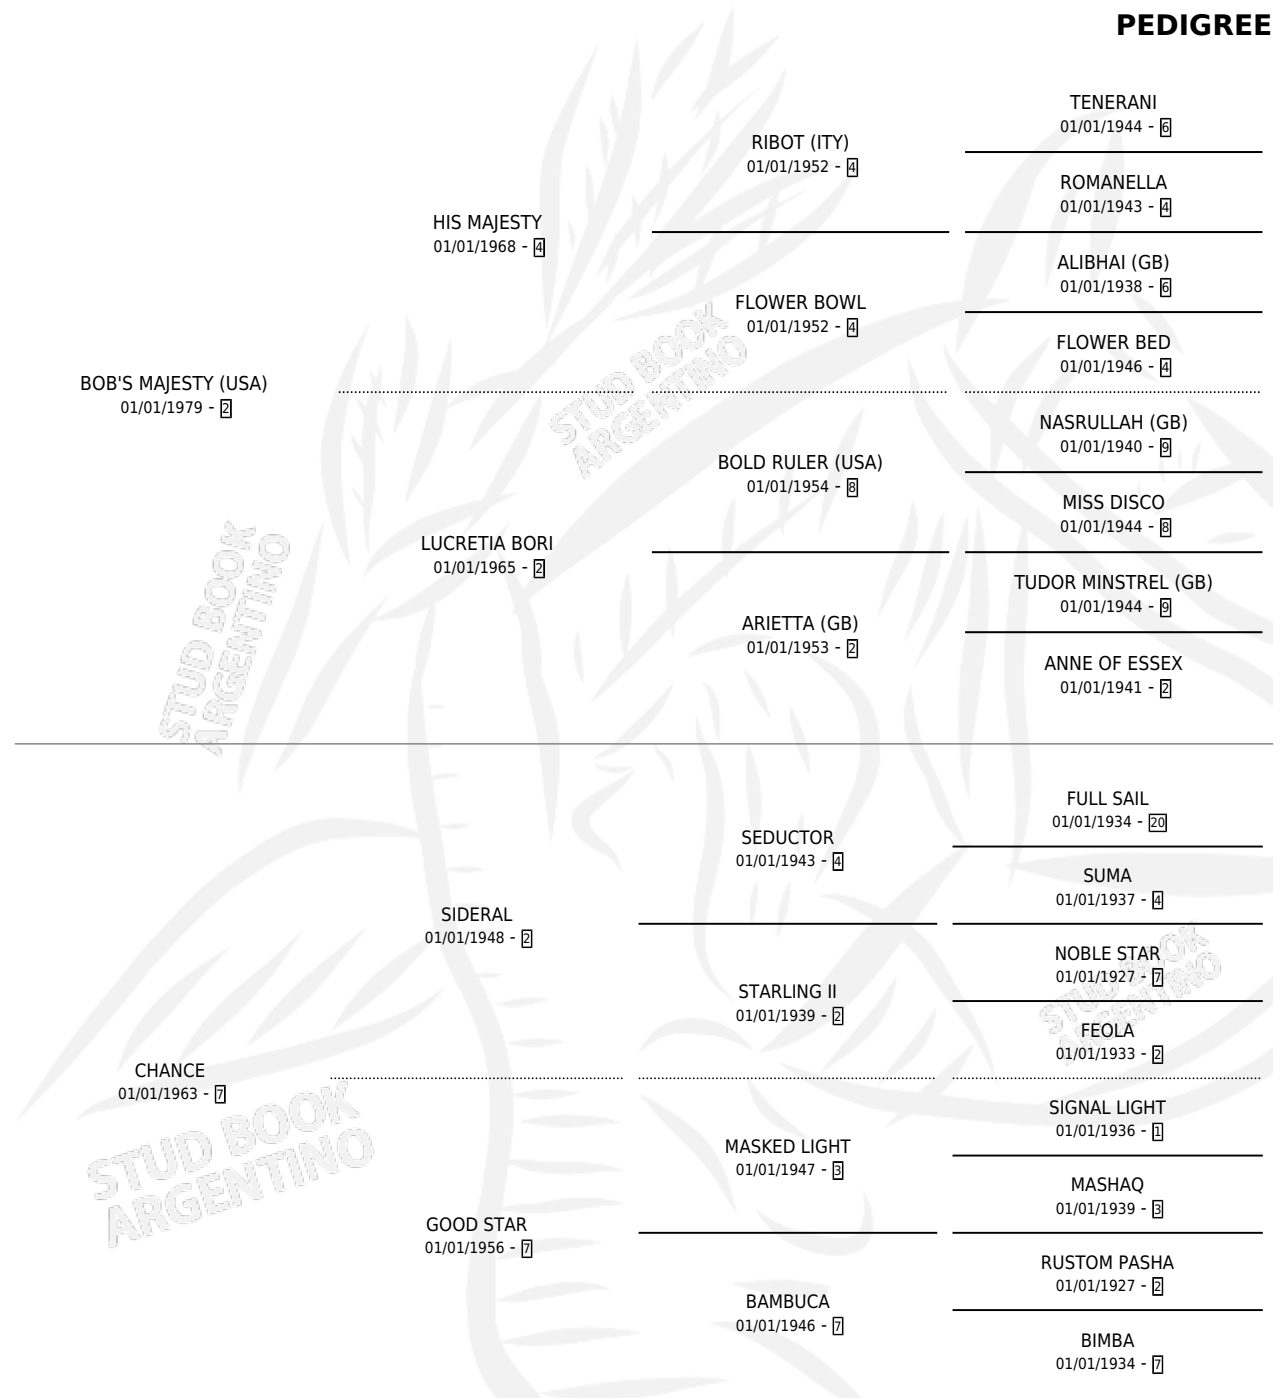 PEDIGREE
TENERANI
01/01/1944 - 6
RIBOT (ITY)
01/01/1952 - 4
ROMANELLA
01/01/1943 - 4
HIS MAJESTY
01/01/1968 - 4
ALIBHAI (GB)
01/01/1938 - 6
FLOWER BOWL
01/01/1952 - 4
FLOWER BED
01/01/1946 - 4
BOB'S MAJESTY (USA)
01/01/1979 - 2
NASRULLAH (GB)
01/01/1940 - 9
BOLD RULER (USA)
01/01/1954 - 8
MISS DISCO
01/01/1944 - 8
LUCRETIA BORI
01/01/1965 - 2
TUDOR MINSTREL (GB)
01/01/1944 - 9
ARIETTA (GB)
01/01/1953 - 2
ANNE OF ESSEX
01/01/1941 - 2
FULL SAIL
01/01/1934 - 20
SEDUCTOR
01/01/1943 - 4
SUMA
01/01/1937 - 4
SIDERAL
01/01/1948 - 2
NOBLE STAR
01/01/1927 - 7
STARLING II
01/01/1939 - 2
FEOLA
01/01/1933 - 2
CHANCE
01/01/1963 - 7
SIGNAL LIGHT
01/01/1936 - 1
MASKED LIGHT
01/01/1947 - 3
MASHAQ
01/01/1939 - 3
GOOD STAR
01/01/1956 - 7
RUSTOM PASHA
01/01/1927 - 2
BAMBUCA
01/01/1946 - 7
BIMBA
01/01/1934 - 7
STUD BOOK
ARGENTINO
STUD BOOK
ARGENTINO
STUD BOOK
ARGENTINO
STUD BOOK
ARGENTINO